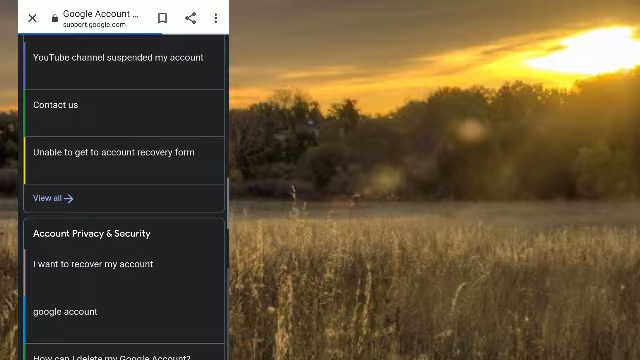 Google Account ...
support.google.com
YouTube channel suspended my account
Contact us
Unable to get to account recovery form
View all
Account Privacy & Security
I want to recover my account
google account
How can I delete my Google Account?